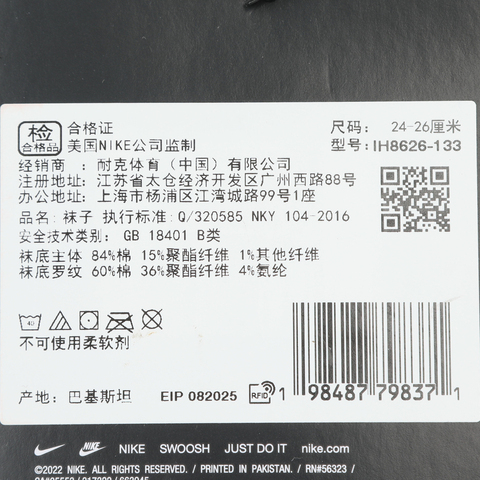 检
合格品
合格证
美国NIKE公司监制
尺码： 24-26厘米
型号: IH8626-133
经销商 : 耐克体育（中国）有限公司
注册地址: 江苏省太仓经济开发区广州西路88号
办公地址: 上海市杨浦区江湾城路99号1座
品名: 袜子 执行标准: Q/320585 NKY 104-2016
安全技术类别: GB 18401 B类
袜底主体 84%棉 15%聚酯纤维 1%其他纤维
袜底罗纹 60%棉 36%聚酯纤维 4%氨纶
40
不可使用柔软剂
产地: 巴基斯坦
EIP 082025
RFID
1 98487 79837 1
NIKE SWOOSH JUST DO IT nike.com
©2022 NIKE. ALL RIGHTS RESERVED. / PRINTED IN PAKISTAN. / RN#56323 /